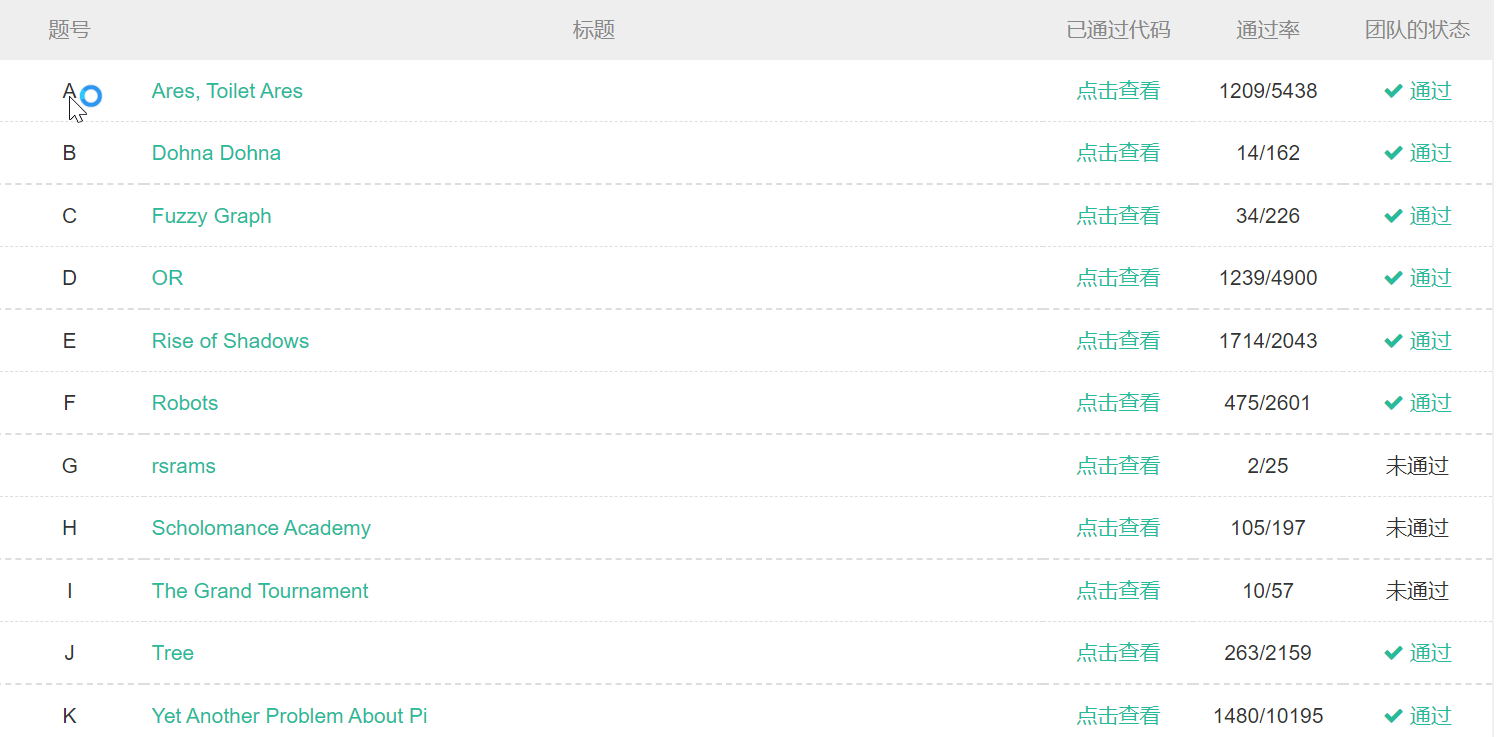 题号 标题 已通过代码 通过率 团队的状态
A Ares, Toilet Ares 点击查看 1209/5438 通过
B Dohna Dohna 点击查看 14/162 通过
C Fuzzy Graph 点击查看 34/226 通过
D OR 点击查看 1239/4900 通过
E Rise of Shadows 点击查看 1714/2043 通过
F Robots 点击查看 475/2601 通过
G rsrams 点击查看 2/25 未通过
H Scholomance Academy 点击查看 105/197 未通过
I The Grand Tournament 点击查看 10/57 未通过
J Tree 点击查看 263/2159 通过
K Yet Another Problem About Pi 点击查看 1480/10195 通过